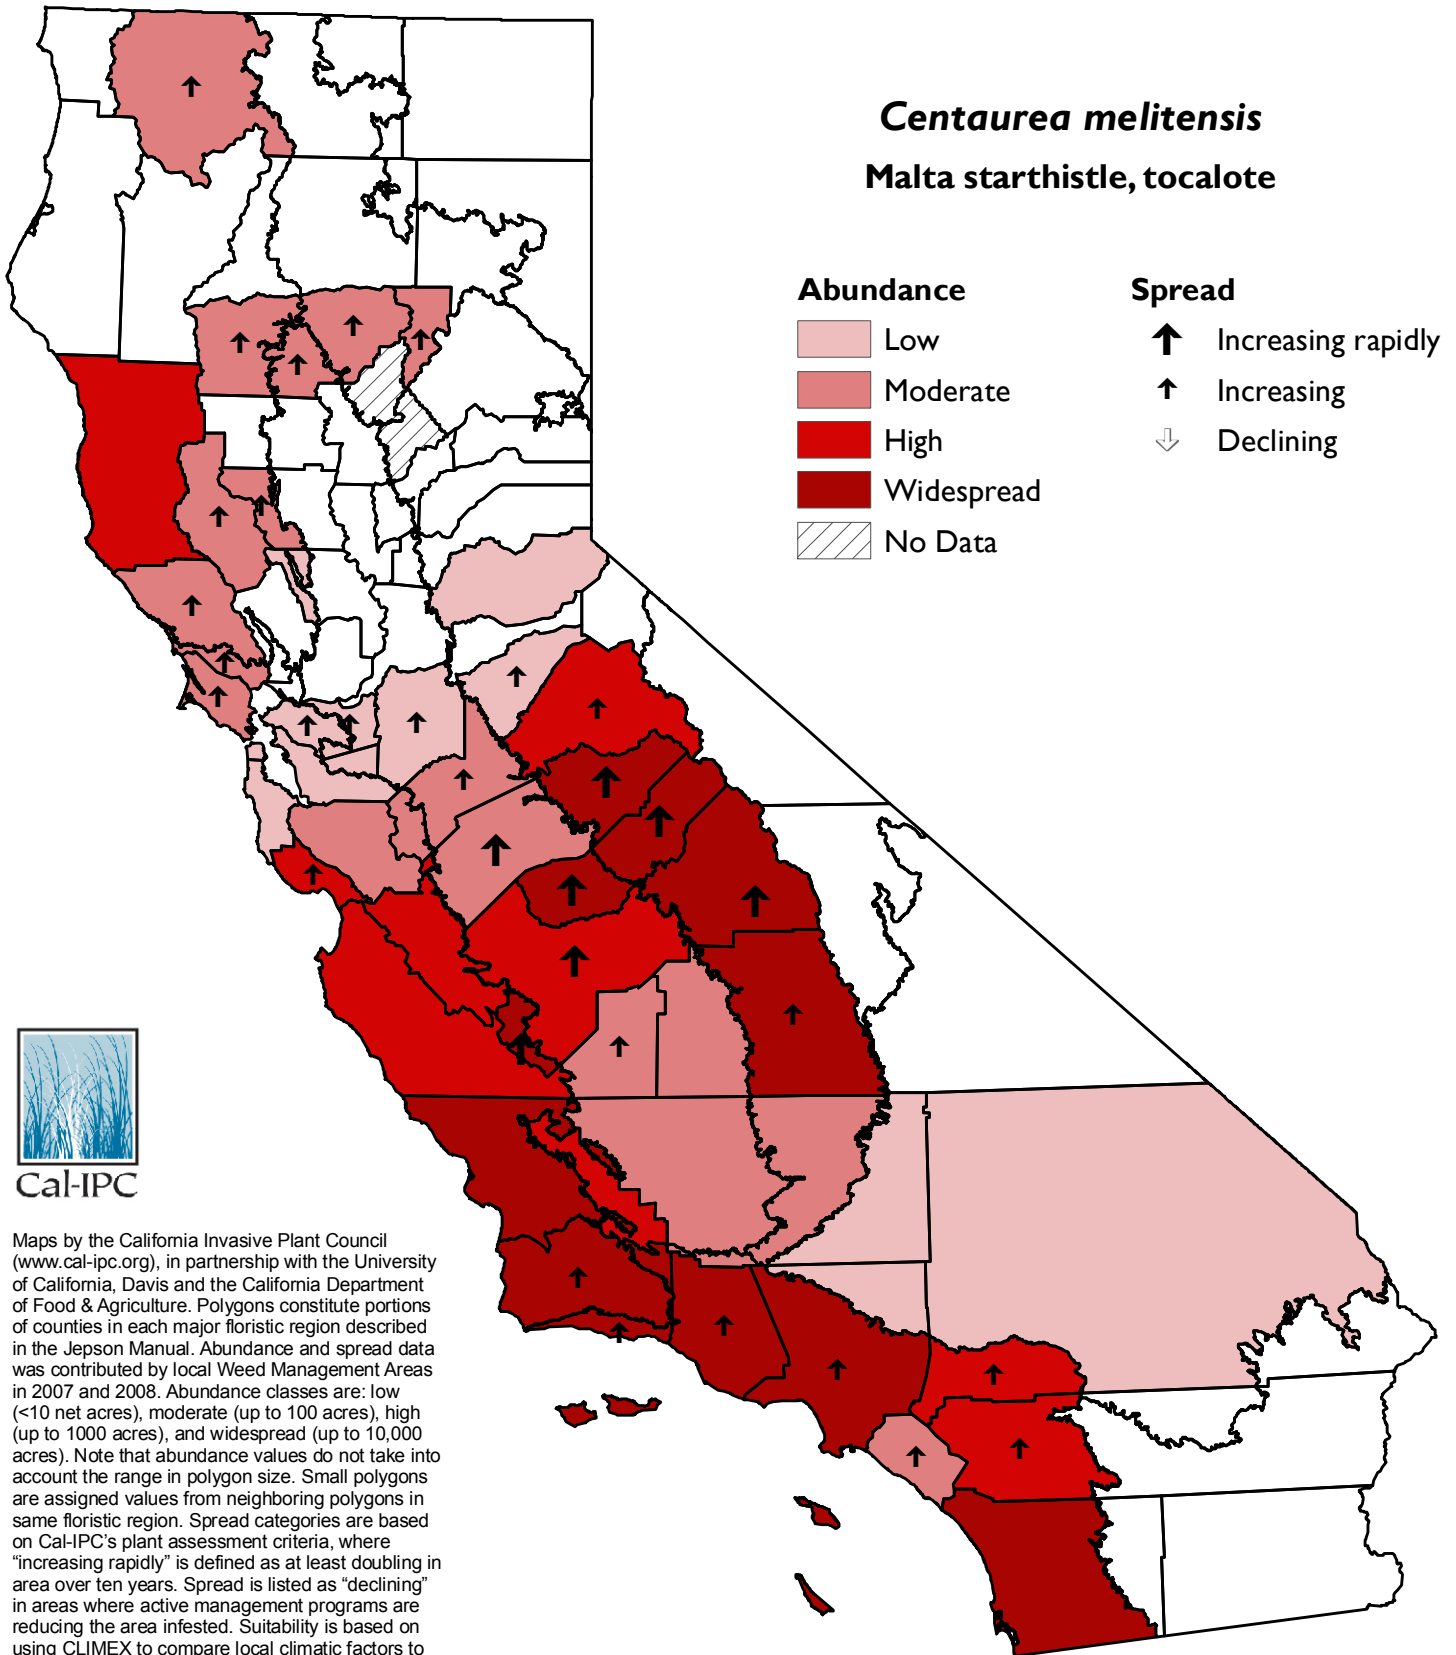 Centaurea melitensis
Malta starthistle, tocalote
Abundance
Low
Moderate
High
Widespread
No Data
Spread
Increasing rapidly
Increasing
Declining
Cal-IPC
Maps by the California Invasive Plant Council
(www.cal-ipc.org), in partnership with the University
of California, Davis and the California Department
of Food & Agriculture. Polygons constitute portions
of counties in each major floristic region described
in the Jepson Manual. Abundance and spread data
was contributed by local Weed Management Areas
in 2007 and 2008. Abundance classes are: low
(<10 net acres), moderate (up to 100 acres), high
(up to 1000 acres), and widespread (up to 10,000
acres). Note that abundance values do not take into
account the range in polygon size. Small polygons
are assigned values from neighboring polygons in
same floristic region. Spread categories are based
on Cal-IPC's plant assessment criteria, where
“increasing rapidly” is defined as at least doubling in
area over ten years. Spread is listed as “declining”
in areas where active management programs are
reducing the area infested. Suitability is based on
using CLIMEX to compare local climatic factors to